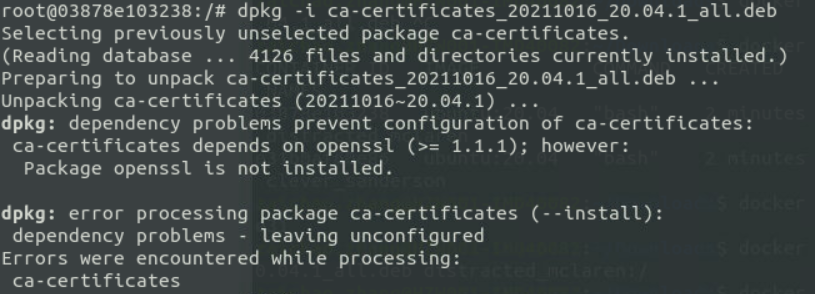 root@03878e103238:/# dpkg -i ca-certificates_20211016_20.04.1_all.deb
Selecting previously unselected package ca-certificates.
(Reading database ... 4126 files and directories currently installed.)
Preparing to unpack ca-certificates_20211016_20.04.1_all.deb ...
Unpacking ca-certificates (20211016~20.04.1) ...
dpkg: dependency problems prevent configuration of ca-certificates:
 ca-certificates depends on openssl (>= 1.1.1); however:
  Package openssl is not installed.

dpkg: error processing package ca-certificates (--install):
 dependency problems - leaving unconfigured
Errors were encountered while processing:
 ca-certificates